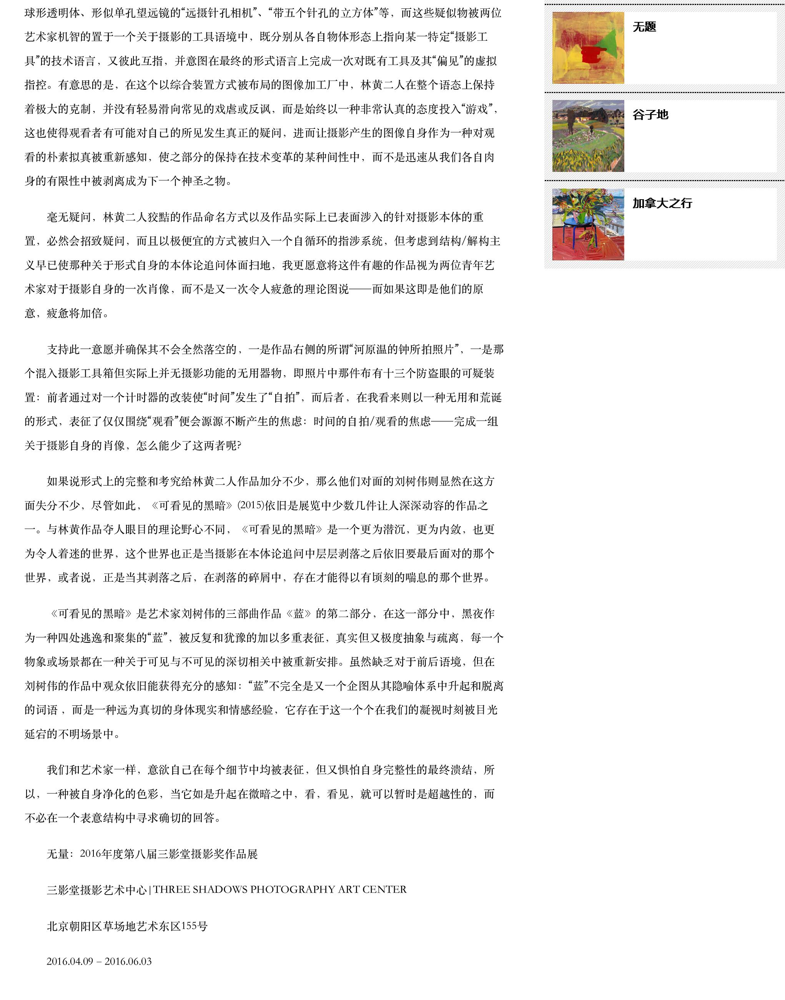 球形透明体、形似单孔望远镜的“远摄针孔相机”、“带五个针孔的立方体”等，而这些疑似物被两位
艺术家机智的置于一个关于摄影的工具语境中，既分别从各自物体形态上指向某一特定“摄影工
具”的技术语言，又彼此互指，并意图在最终的形式语言上完成一次对既有工具及其“偏见”的虚拟
指控。有意思的是，在这个以综合装置方式被布局的图像加工厂中，林黄二人在整个语态上保持
着极大的克制，并没有轻易滑向常见的戏虐或反讽，而是始终以一种非常认真的态度投入“游戏”，
这也使得观看者有可能对自己的所见发生真正的疑问，进而让摄影产生的图像自身作为一种对观
看的朴素拟真被重新感知，使之部分的保持在技术变革的某种间性中，而不是迅速从我们各自肉
身的有限性中被剥离成为下一个神圣之物。
毫无疑问，林黄二人狡黠的作品命名方式以及作品实际上已表面涉入的针对摄影本体的重
置，必然会招致疑问，而且以极便宜的方式被归入一个自循环的指涉系统，但考虑到结构/解构主
义早已使那种关于形式自身的本体论追问体面扫地，我更愿意将这件有趣的作品视为两位青年艺
术家对于摄影自身的一次肖像，而不是又一次令人疲惫的理论图说——而如果这即是他们的原
意，疲惫将加倍。
支持此一意愿并确保其不会全然落空的，一是作品右侧的所谓“河原温的钟所拍照片”，一是那
个混入摄影工具箱但实际上并无摄影功能的无用器物，即照片中那件布有十三个防盗眼的可疑装
置：前者通过对一个计时器的改装使“时间”发生了“自拍”，而后者，在我看来则以一种无用和荒诞
的形式，表征了仅仅围绕“观看”便会源源不断产生的焦虑：时间的自拍/观看的焦虑——完成一组
关于摄影自身的肖像，怎么能少了这两者呢?
如果说形式上的完整和考究给林黄二人作品加分不少，那么他们对面的刘树伟则显然在这方
面失分不少，尽管如此，《可看见的黑暗》(2015)依旧是展览中少数几件让人深深动容的作品之
一。与林黄作品夺人眼目的理论野心不同，《可看见的黑暗》是一个更为潜沉，更为内敛，也更
为令人着迷的世界，这个世界也正是当摄影在本体论追问中层层剥落之后依旧要最后面对的那个
世界，或者说，正是当其剥落之后，在剥落的碎屑中，存在才能得以有顷刻的喘息的那个世界。
《可看见的黑暗》是艺术家刘树伟的三部曲作品《蓝》的第二部分，在这一部分中，黑夜作
为一种四处逃逸和聚集的“蓝”，被反复和犹豫的加以多重表征，真实但又极度抽象与疏离，每一个
物象或场景都在一种关于可见与不可见的深切相关中被重新安排。虽然缺乏对于前后语境，但在
刘树伟的作品中观众依旧能获得充分的感知：“蓝”不完全是又一个企图从其隐喻体系中升起和脱离
的词语 ，而是一种远为真切的身体现实和情感经验，它存在于这一个个在我们的凝视时刻被目光
延宕的不明场景中。
我们和艺术家一样，意欲自己在每个细节中均被表征，但又惧怕自身完整性的最终溃结，所
以，一种被自身净化的色彩，当它如是升起在微暗之中，看，看见，就可以暂时是超越性的，而
不必在一个表意结构中寻求确切的回答。
无量：2016年度第八届三影堂摄影奖作品展
三影堂摄影艺术中心|THREE SHADOWS PHOTOGRAPHY ART CENTER
北京朝阳区草场地艺术东区155号
2016.04.09 – 2016.06.03
无题
谷子地
加拿大之行